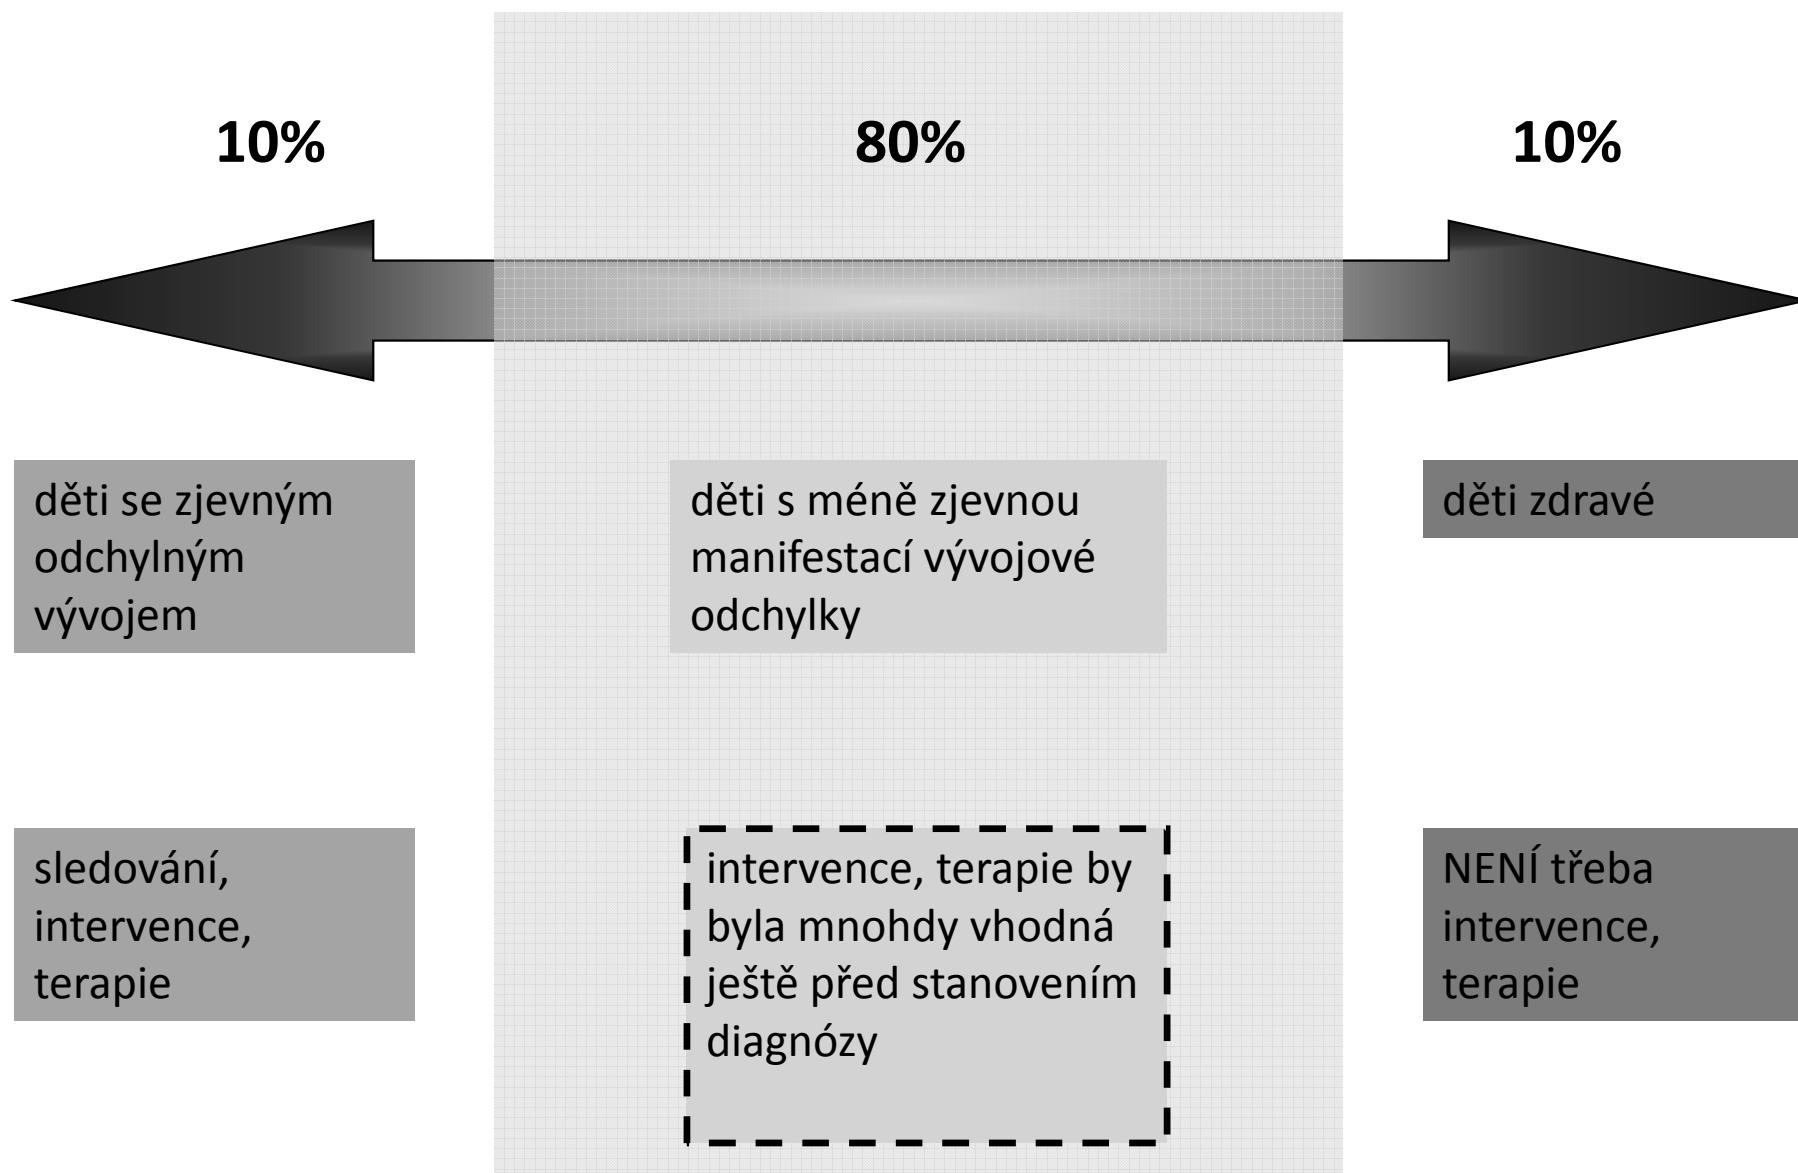 10%
80%
10%
děti se zjevným
odchylným
vývojem
děti s méně zjevnou
manifestací vývojové
odchylky
děti zdravé
sledování,
intervence,
terapie
intervence, terapie by
byla mnohdy vhodná
ještě před stanovením
diagnózy
NENÍ třeba
intervence,
terapie